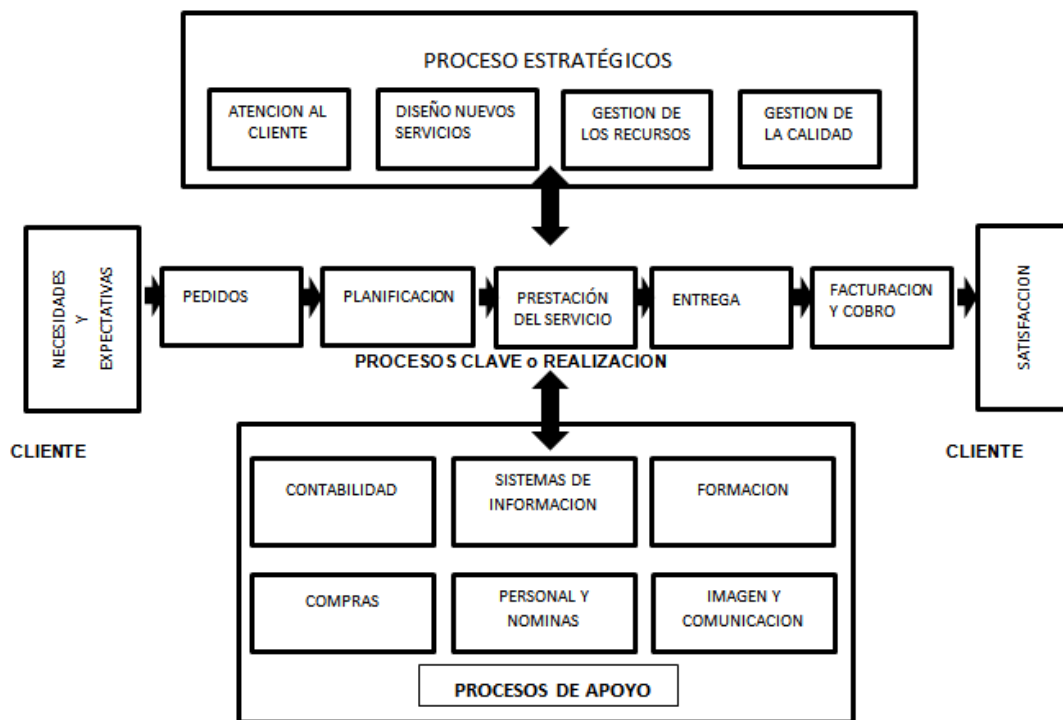 PROCESO ESTRATÉGICOS
ATENCION AL
CLIENTE
DISEÑO NUEVOS
SERVICIOS
GESTION DE
LOS RECURSOS
GESTION DE
LA CALIDAD
NECESIDADES
Y
EXPECTATIVAS
PEDIDOS
PLANIFICACION
PRESTACIÓN
DEL SERVICIO
ENTREGA
FACTURACION
Y COBRO
SATISFACCION
PROCESOS CLAVE o REALIZACION
CLIENTE
CLIENTE
CONTABILIDAD
SISTEMAS DE
INFORMACION
FORMACION
COMPRAS
PERSONAL Y
NOMINAS
IMAGEN Y
COMUNICACION
PROCESOS DE APOYO